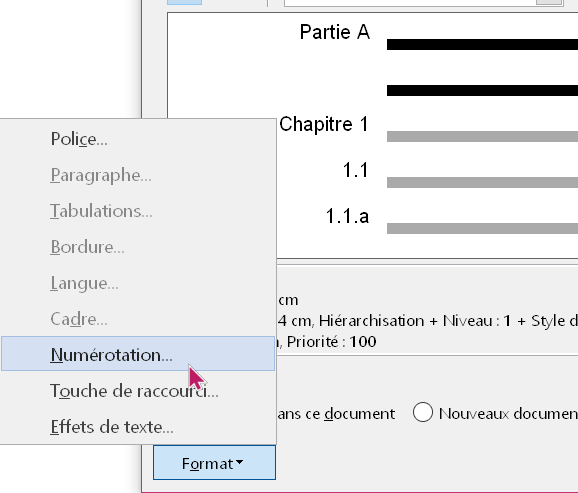 Partie A
Chapitre 1
1.1
1.1.a
Police...
Paragraphe...
Tabulations...
Bordure...
Langue...
Cadre...
Numérotation...
Touche de raccourci...
Effets de texte...
cm
4 cm, Hiérarchisation + Niveau : 1 + Style d
, Priorité : 100
ans ce document
Nouveaux documen
Format